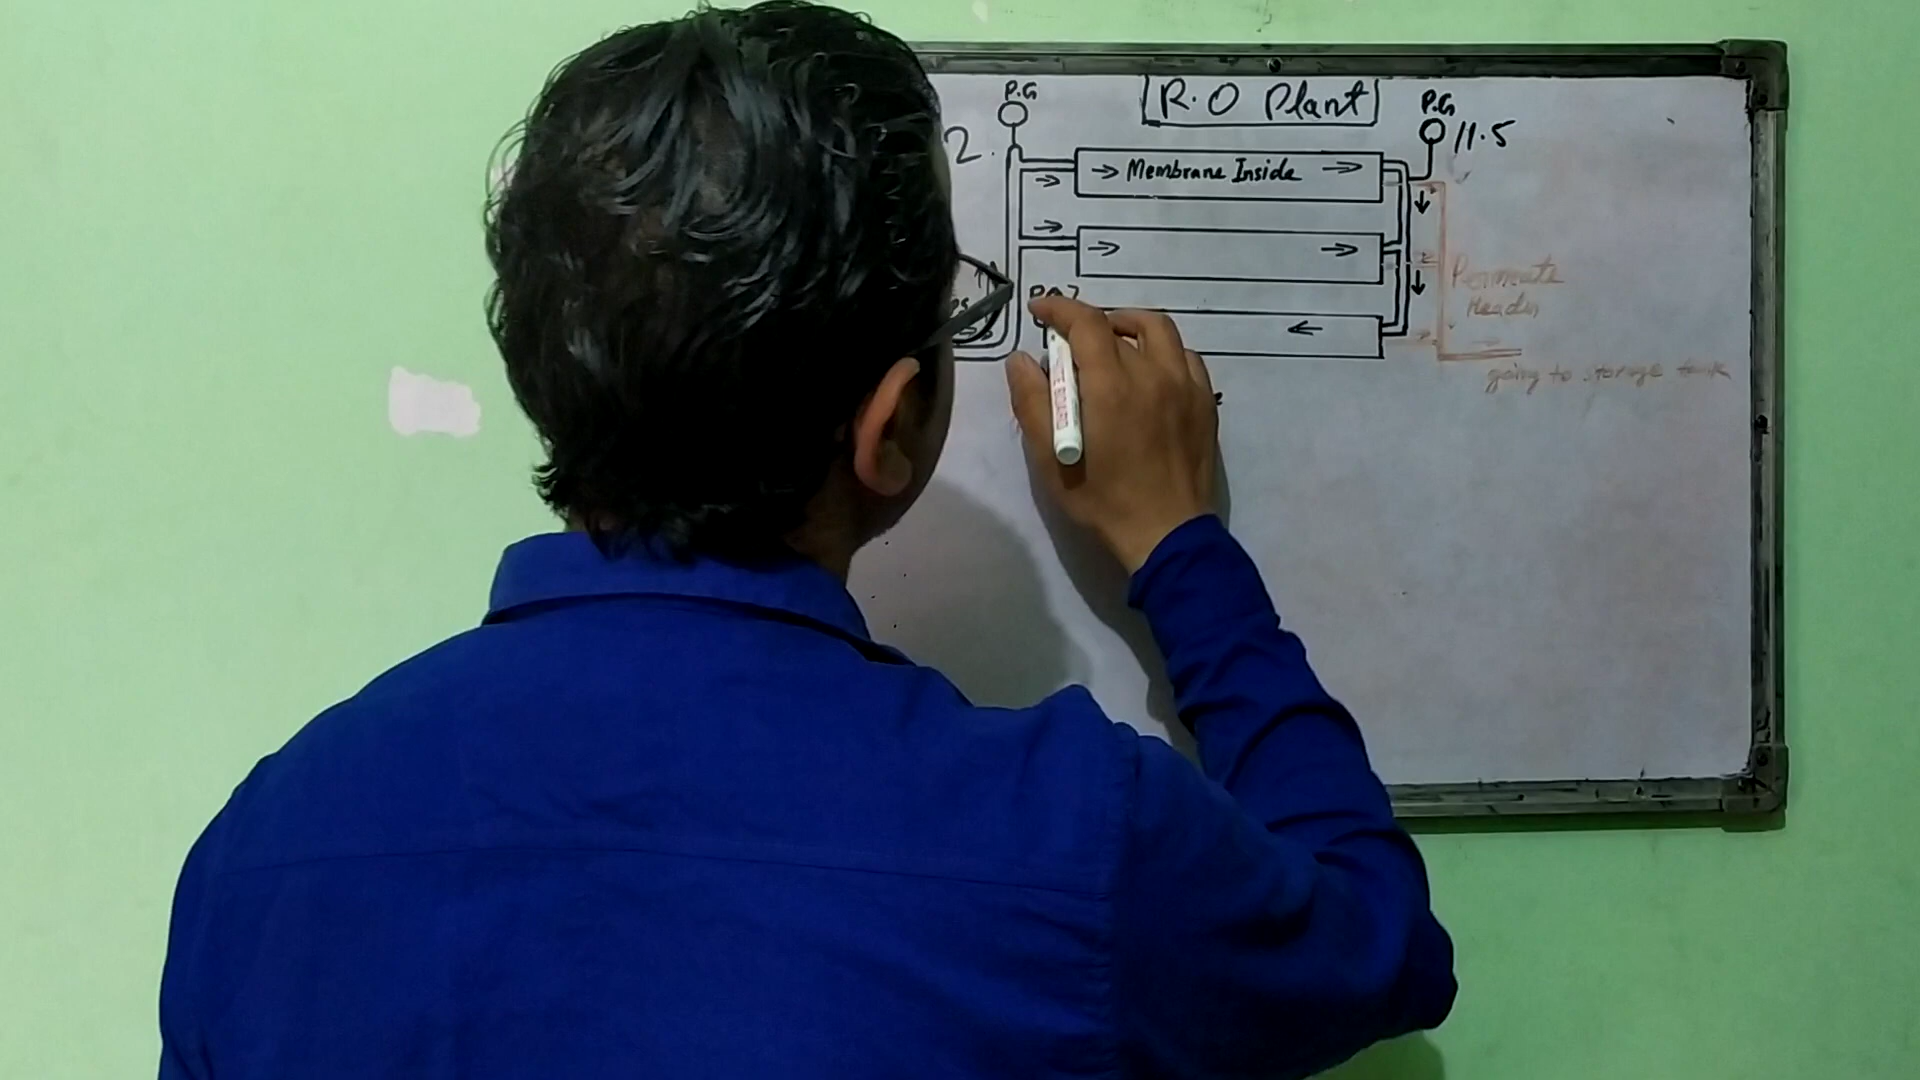 R.O Plant
P.G
P.G
11.5
2
Membrane Inside
Permeate
Header
going to storage tank